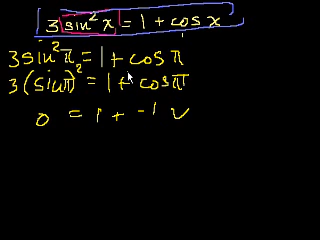 3 sin² x = 1 + cos x
3 sin² π = 1 + cos π
3 (sin π)² = 1 + cos π
0 = 1 + -1 ✓